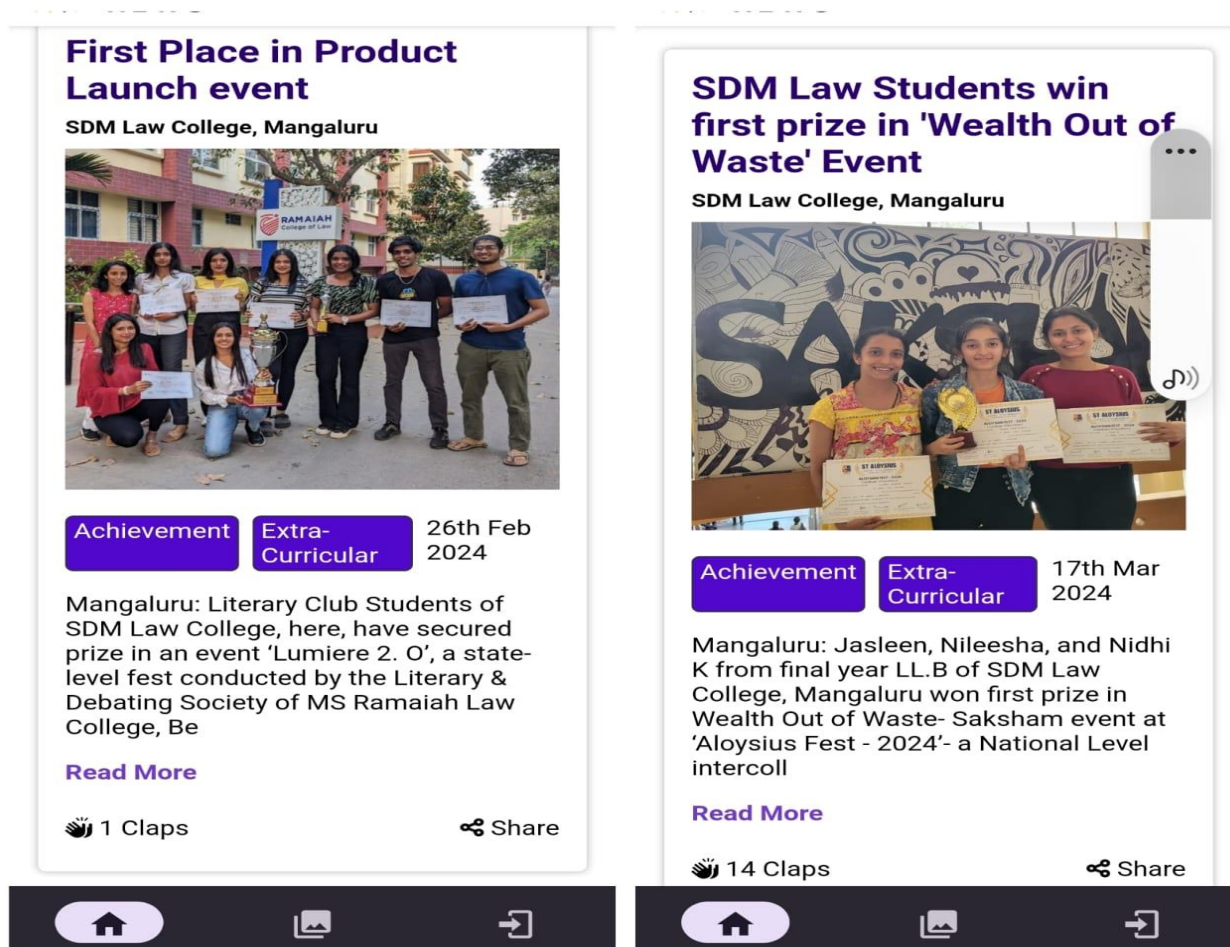 First Place in Product
Launch event
SDM Law College, Mangaluru
RAMAIAH
College of Law
Achievement
Extra-
Curricular
26th Feb
2024
Mangaluru: Literary Club Students of
SDM Law College, here, have secured
prize in an event ‘Lumiere 2. O’, a state-
level fest conducted by the Literary &
Debating Society of MS Ramaiah Law
College, Be
Read More
1 Claps
Share
SDM Law Students win
first prize in 'Wealth Out of
Waste' Event
SDM Law College, Mangaluru
ST ALOYSIUS
ST ALOYSIUS
ST ALOYSIUS
Achievement
Extra-
Curricular
17th Mar
2024
Mangaluru: Jasleen, Nileesha, and Nidhi
K from final year LL.B of SDM Law
College, Mangaluru won first prize in
Wealth Out of Waste- Saksham event at
‘Aloysius Fest - 2024’- a National Level
intercoll
Read More
14 Claps
Share